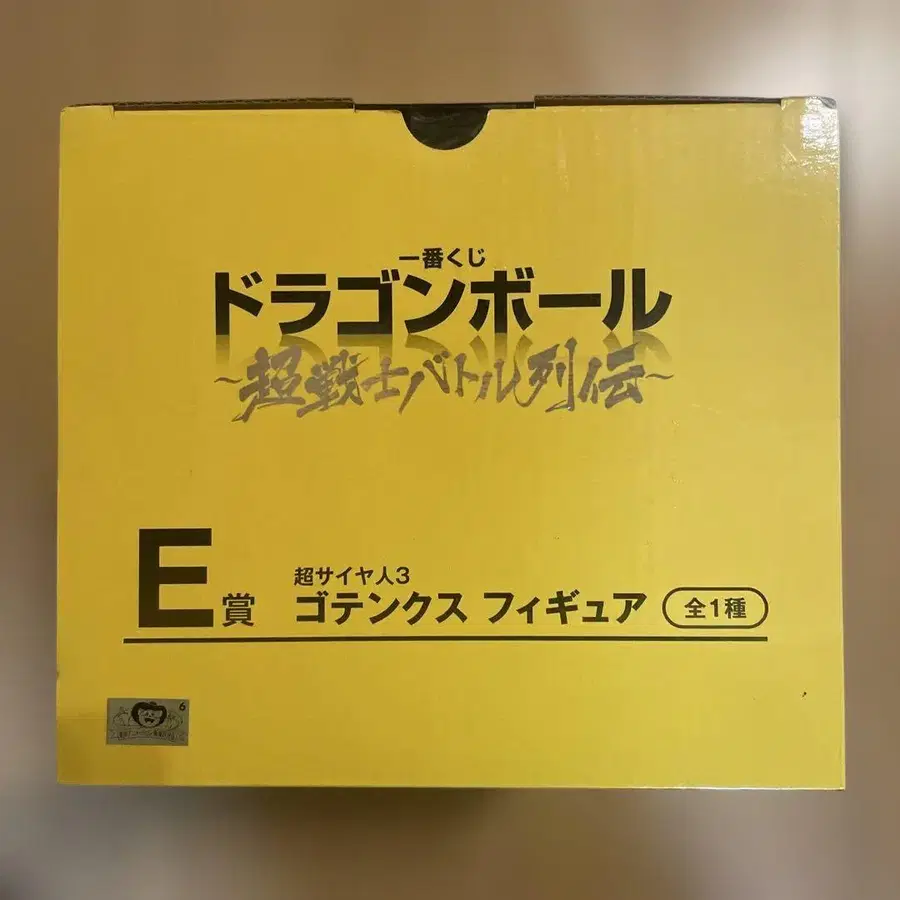 一番くじ
ドラゴンボール
~超戦士バトル列伝~
E賞
超サイヤ人3
ゴテンクス フィギュア 全1種
6